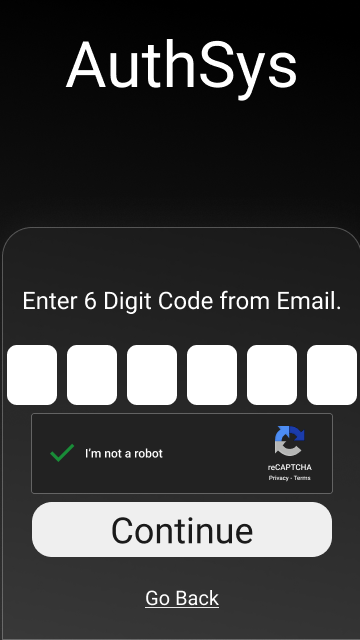 AuthSys
Enter 6 Digit Code from Email.
I'm not a robot
reCAPTCHA
Privacy - Terms
Continue
Go Back